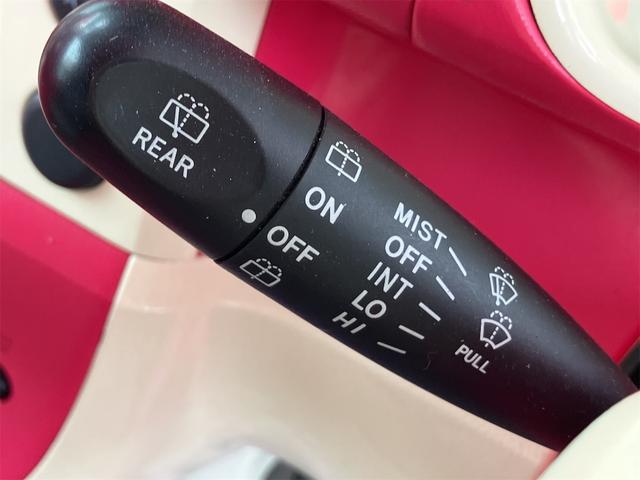 REAR
ON
OFF
MIST
OFF
INT
LO
HI
PULL